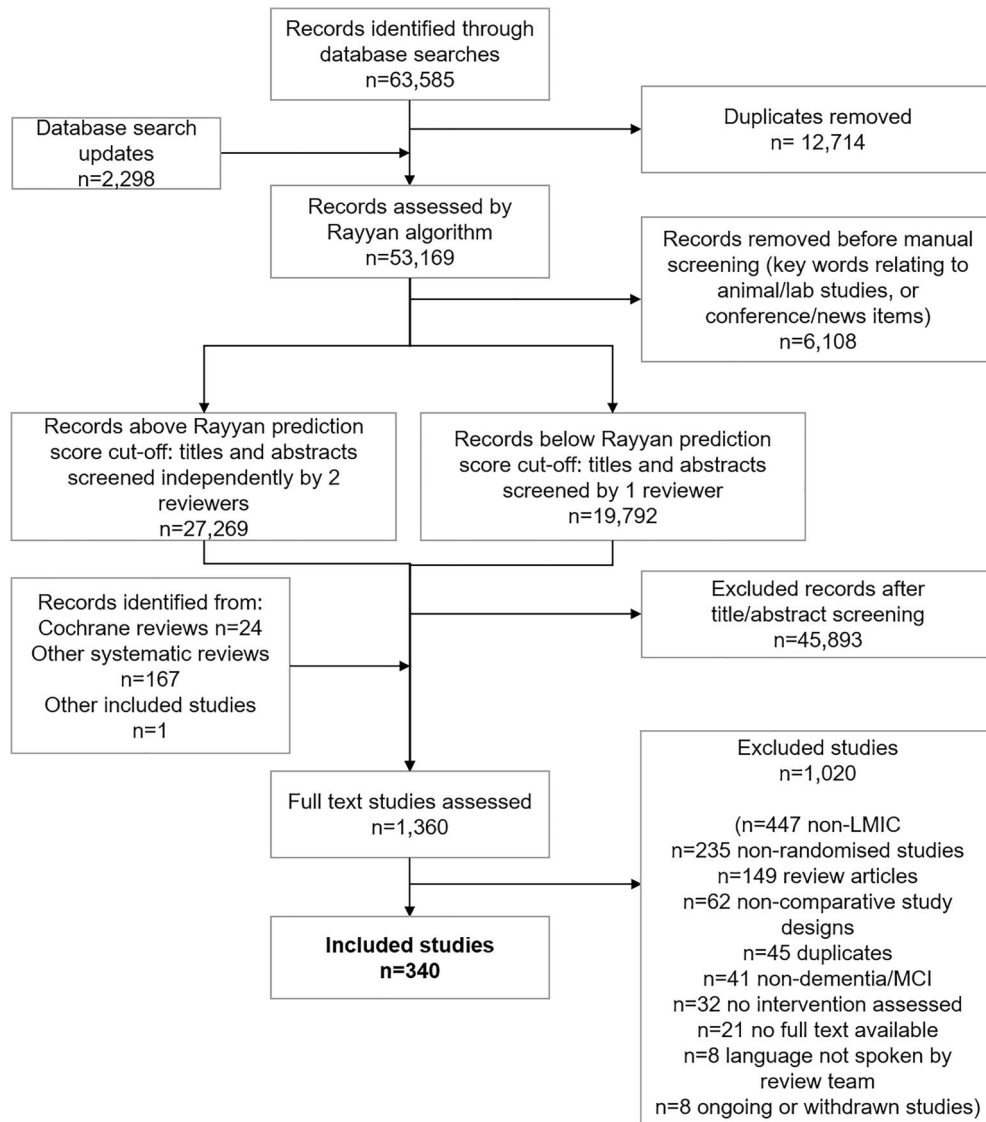 Records identified through
database searches
n=63,585
Duplicates removed
n= 12,714
Database search
updates
n=2,298
Records assessed by
Rayyan algorithm
n=53,169
Records removed before manual
screening (key words relating to
animal/lab studies, or
conference/news items)
n=6,108
Records above Rayyan prediction
score cut-off: titles and abstracts
screened independently by 2
reviewers
n=27,269
Records below Rayyan prediction
score cut-off: titles and abstracts
screened by 1 reviewer
n=19,792
Excluded records after
title/abstract screening
n=45,893
Records identified from:
Cochrane reviews n=24
Other systematic reviews
n=167
Other included studies
n=1
Full text studies assessed
n=1,360
Excluded studies
n=1,020
(n=447 non-LMIC
n=235 non-randomised studies
n=149 review articles
n=62 non-comparative study
designs
n=45 duplicates
n=41 non-dementia/MCI
n=32 no intervention assessed
n=21 no full text available
n=8 language not spoken by
review team
n=8 ongoing or withdrawn studies)
Included studies
n=340